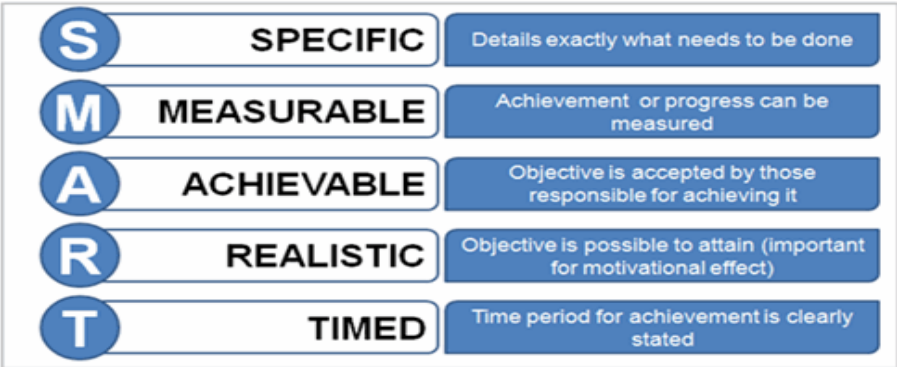 S SPECIFIC Details exactly what needs to be done
M MEASURABLE Achievement or progress can be
measured
A ACHIEVABLE Objective is accepted by those
responsible for achieving it
R REALISTIC Objective is possible to attain (important
for motivational effect)
T TIMED Time period for achievement is clearly
stated